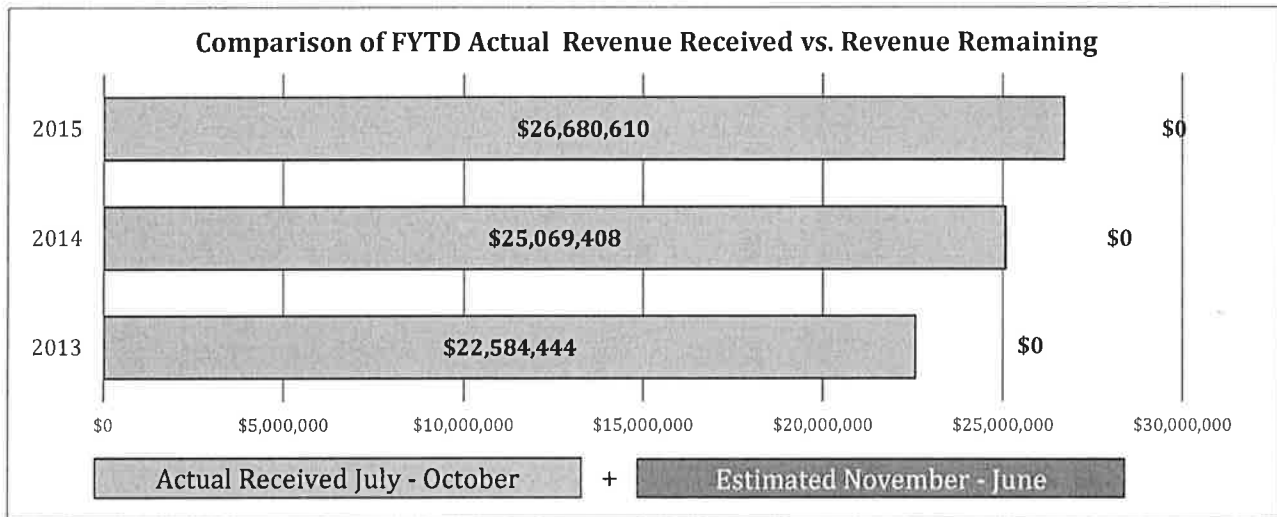 Comparison of FYTD Actual Revenue Received vs. Revenue Remaining
2015 $26,680,610 $0
2014 $25,069,408 $0
2013 $22,584,444 $0
$0 $5,000,000 $10,000,000 $15,000,000 $20,000,000 $25,000,000 $30,000,000
Actual Received July - October + Estimated November - June